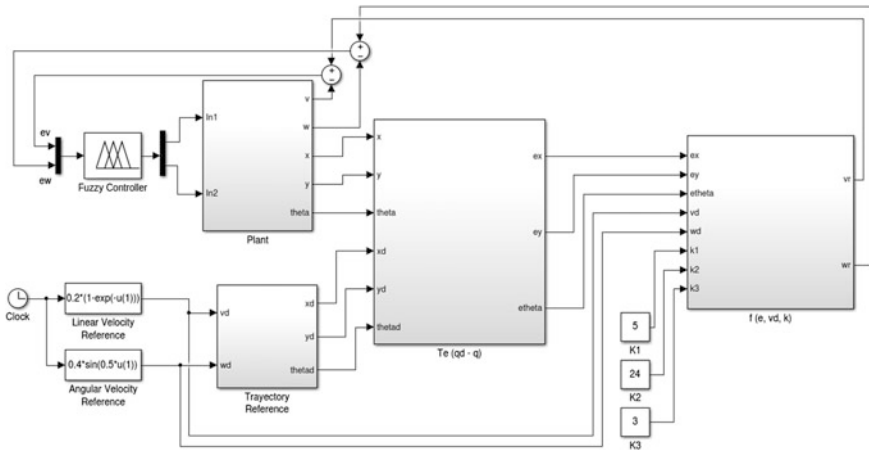 ev
ew
Fuzzy Controller
In1
In2
v
w
x
y
theta
Plant
x
y
theta
xd
yd
thetad
ex
ey
etheta
Te (qd - q)
ex
ey
etheta
vd
wd
k1
k2
k3
vr
wr
f (e, vd, k)
Clock
0.2*(1-exp(-u(1)))
Linear Velocity
Reference
0.4*sin(0.5*u(1))
Angular Velocity
Reference
vd
wd
xd
yd
thetad
Trayectory
Reference
5
K1
24
K2
3
K3